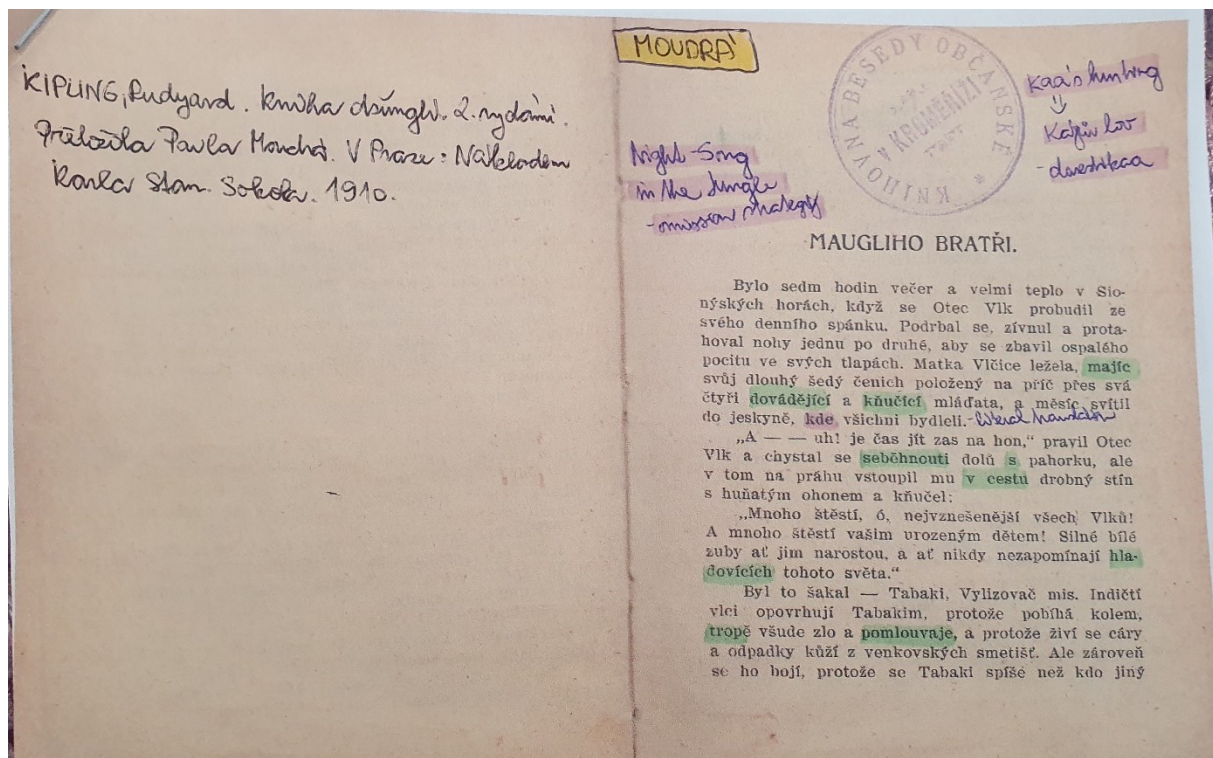 KIPLING, Rudyard. Kniha džunglí. 2. vydání.
Přeložila Pavla Moudrá. V Praze: Nákladem
Karla Stan. Sokola. 1910.
MOUDRÁ
KNIHOVNA BESEDY OBČANSKÉ
V KROMĚŘÍŽI
Kaa's hunting
⇓
Kájův lov
Night-Song
in the Jungle
-omission strategy
MAUGLIHO BRATŘI.
Bylo sedm hodin večer a velmi teplo v Sio-
nýských horách, když se Otec Vlk probudil ze
svého denního spánku. Podrbal se, zívnul a prota-
hoval nohy jednu po druhé, aby se zbavil ospalého
pocitu ve svých tlapách. Matka Vlčice ležela, majíc
svůj dlouhý šedý čenich položený na příč přes svá
čtyři dovádějící a kňučící mláďata, a měsíc svítil
do jeskyně, kde všichni bydleli. -literal translation
„A — — uh! je čas jít zas na hon,“ pravil Otec
Vlk a chystal se seběhnouti dolů s pahorku, ale
v tom na práhu vstoupil mu v cestu drobný stín
s huňatým ohonem a kňučel:
„Mnoho štěstí, ó, nejvznešenější všech Vlků!
A mnoho štěstí vašim urozeným dětem! Silné bílé
zuby ať jim narostou, a ať nikdy nezapomínají hla-
dovících tohoto světa.“
Byl to šakal — Tabaki, Vylizovač mis. Indičtí
vlci opovrhují Tabakim, protože pobíhá kolem,
tropě všude zlo a pomlouvaje, a protože živí se cáry
a odpadky kůží z venkovských smetišť. Ale zároveň
se ho bojí, protože se Tabaki spíše než kdo jiný